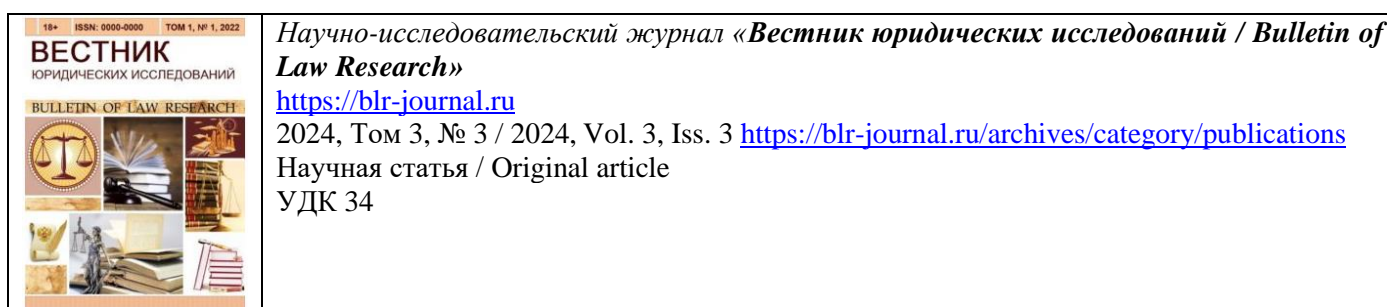 18+ ISSN: 0000-0000 ТОМ 1, № 1, 2022
ВЕСТНИК
ЮРИДИЧЕСКИХ ИССЛЕДОВАНИЙ
BULLETIN OF LAW RESEARCH
Научно-исследовательский журнал «Вестник юридических исследований / Bulletin of
Law Research»
https://blr-journal.ru
2024, Том 3, № 3 / 2024, Vol. 3, Iss. 3 https://blr-journal.ru/archives/category/publications
Научная статья / Original article
УДК 34